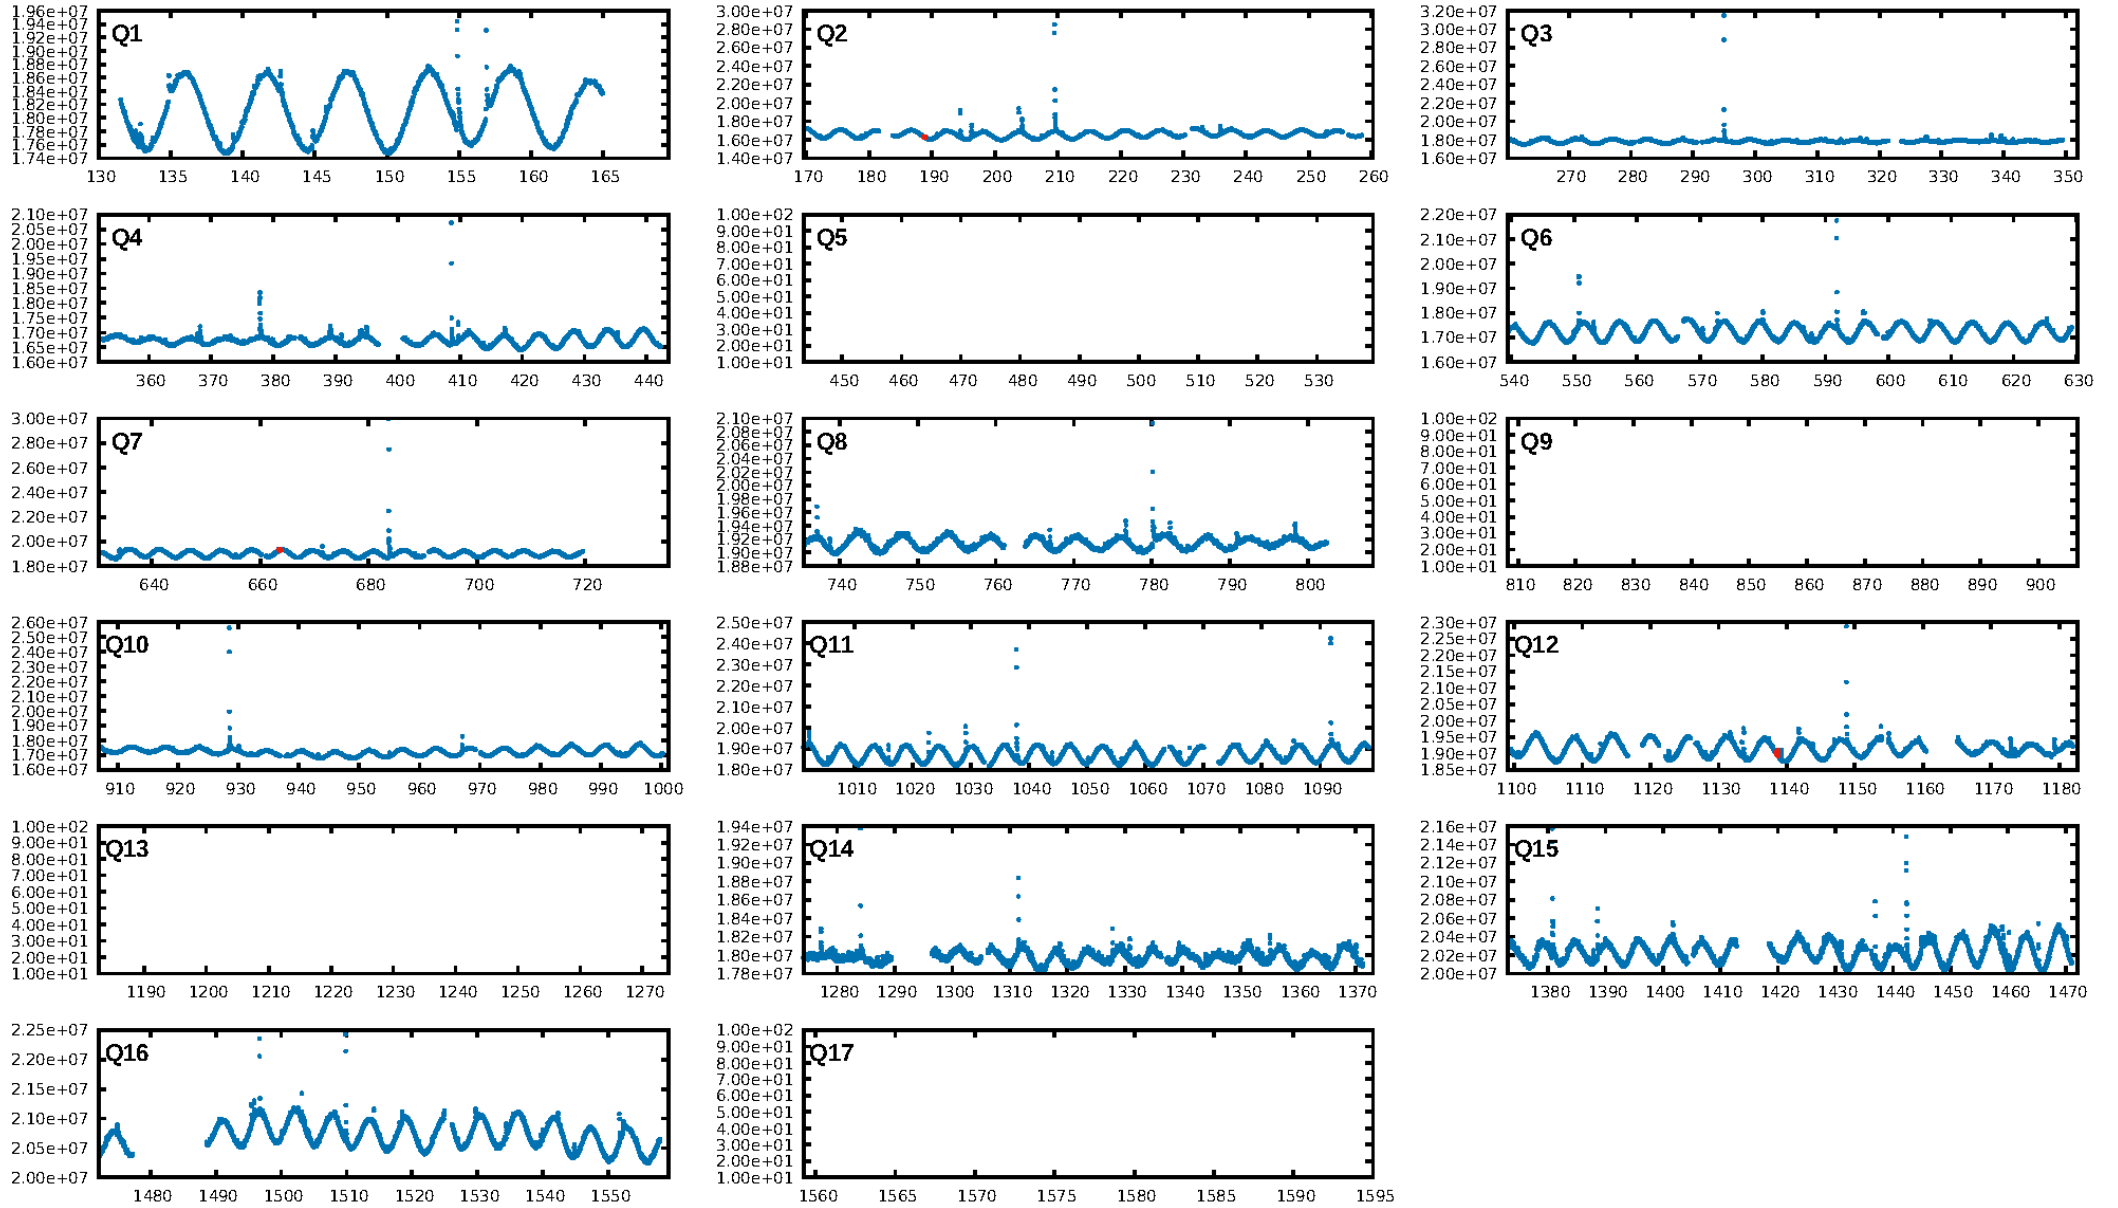 1.96e+07
1.94e+07
1.92e+07
1.90e+07
1.88e+07
1.86e+07
1.84e+07
1.82e+07
1.80e+07
1.78e+07
1.76e+07
1.74e+07
Q1
130 135 140 145 150 155 160 165
3.00e+07
2.80e+07
2.60e+07
2.40e+07
2.20e+07
2.00e+07
1.80e+07
1.60e+07
1.40e+07
Q2
170 180 190 200 210 220 230 240 250 260
3.20e+07
3.00e+07
2.80e+07
2.60e+07
2.40e+07
2.20e+07
2.00e+07
1.80e+07
1.60e+07
Q3
270 280 290 300 310 320 330 340 350
2.10e+07
2.05e+07
2.00e+07
1.95e+07
1.90e+07
1.85e+07
1.80e+07
1.75e+07
1.70e+07
1.65e+07
1.60e+07
Q4
360 370 380 390 400 410 420 430 440
1.00e+02
9.00e+01
8.00e+01
7.00e+01
6.00e+01
5.00e+01
4.00e+01
3.00e+01
2.00e+01
1.00e+01
Q5
450 460 470 480 490 500 510 520 530
2.20e+07
2.10e+07
2.00e+07
1.90e+07
1.80e+07
1.70e+07
1.60e+07
Q6
540 550 560 570 580 590 600 610 620 630
3.00e+07
2.80e+07
2.60e+07
2.40e+07
2.20e+07
2.00e+07
1.80e+07
Q7
640 660 680 700 720
2.10e+07
2.08e+07
2.06e+07
2.04e+07
2.02e+07
2.00e+07
1.98e+07
1.96e+07
1.94e+07
1.92e+07
1.90e+07
1.88e+07
Q8
740 750 760 770 780 790 800
1.00e+02
9.00e+01
8.00e+01
7.00e+01
6.00e+01
5.00e+01
4.00e+01
3.00e+01
2.00e+01
1.00e+01
Q9
810 820 830 840 850 860 870 880 890 900
2.60e+07
2.50e+07
2.40e+07
2.30e+07
2.20e+07
2.10e+07
2.00e+07
1.90e+07
1.80e+07
1.70e+07
1.60e+07
Q10
910 920 930 940 950 960 970 980 990 1000
2.50e+07
2.40e+07
2.30e+07
2.20e+07
2.10e+07
2.00e+07
1.90e+07
1.80e+07
Q11
1010 1020 1030 1040 1050 1060 1070 1080 1090
2.30e+07
2.25e+07
2.20e+07
2.15e+07
2.10e+07
2.05e+07
2.00e+07
1.95e+07
1.90e+07
1.85e+07
Q12
1100 1110 1120 1130 1140 1150 1160 1170 1180
1.00e+02
9.00e+01
8.00e+01
7.00e+01
6.00e+01
5.00e+01
4.00e+01
3.00e+01
2.00e+01
1.00e+01
Q13
1190 1200 1210 1220 1230 1240 1250 1260 1270
1.94e+07
1.92e+07
1.90e+07
1.88e+07
1.86e+07
1.84e+07
1.82e+07
1.80e+07
1.78e+07
Q14
1280 1290 1300 1310 1320 1330 1340 1350 1360 1370
2.16e+07
2.14e+07
2.12e+07
2.10e+07
2.08e+07
2.06e+07
2.04e+07
2.02e+07
2.00e+07
Q15
1380 1390 1400 1410 1420 1430 1440 1450 1460 1470
2.25e+07
2.20e+07
2.15e+07
2.10e+07
2.05e+07
2.00e+07
Q16
1480 1490 1500 1510 1520 1530 1540 1550
1.00e+02
9.00e+01
8.00e+01
7.00e+01
6.00e+01
5.00e+01
4.00e+01
3.00e+01
2.00e+01
1.00e+01
Q17
1560 1565 1570 1575 1580 1585 1590 1595